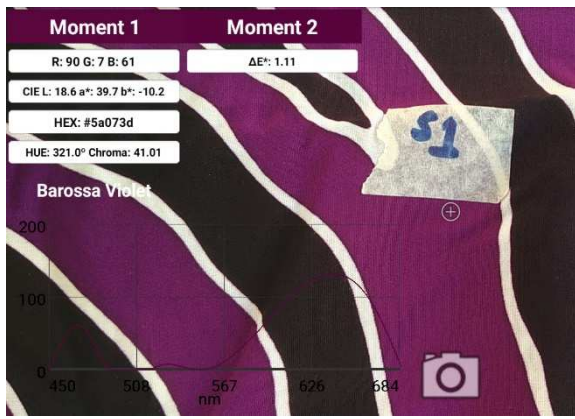 Moment 1
Moment 2
R: 90 G: 7 B: 61
ΔE*: 1.11
CIE L: 18.6 a*: 39.7 b*: -10.2
HEX: #5a073d
HUE: 321.0º Chroma: 41.01
S1
Barossa Violet
200
100
0
450
508
567
626
684
nm